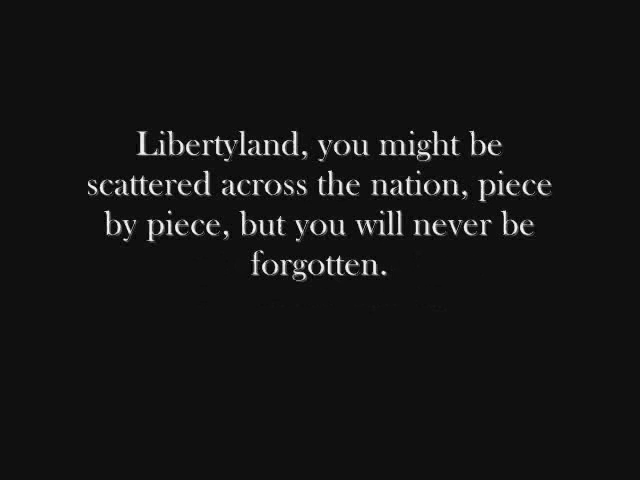 Libertyland, you might be
scattered across the nation, piece
by piece, but you will never be
forgotten.